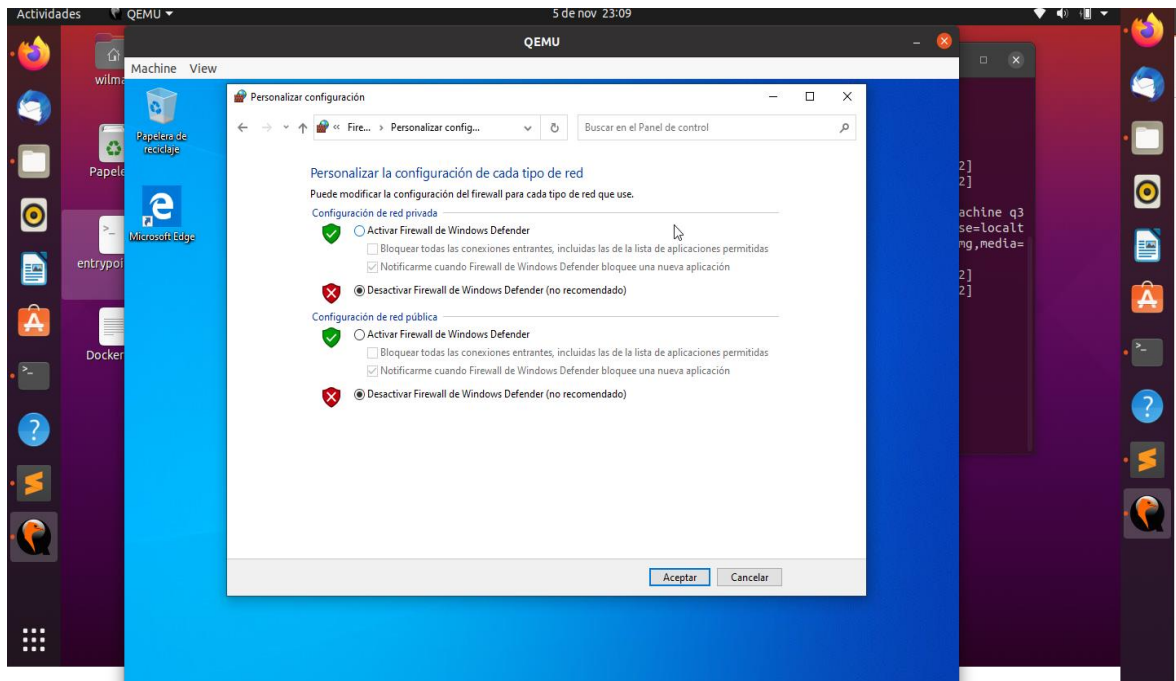 Actividades QEMU 5 de nov 23:09
QEMU
Machine View
Papelera de
reciclaje
Microsoft Edge
Personalizar configuración
« Fire... › Personalizar config...
Buscar en el Panel de control
Personalizar la configuración de cada tipo de red
Puede modificar la configuración del firewall para cada tipo de red que use.
Configuración de red privada
Activar Firewall de Windows Defender
Bloquear todas las conexiones entrantes, incluidas las de la lista de aplicaciones permitidas
Notificarme cuando Firewall de Windows Defender bloquee una nueva aplicación
Desactivar Firewall de Windows Defender (no recomendado)
Configuración de red pública
Activar Firewall de Windows Defender
Bloquear todas las conexiones entrantes, incluidas las de la lista de aplicaciones permitidas
Notificarme cuando Firewall de Windows Defender bloquee una nueva aplicación
Desactivar Firewall de Windows Defender (no recomendado)
Aceptar Cancelar
wilma
Papele
entrypoi
Docker
2]
2]
achine q3
se=localt
mg,media=
2]
2]